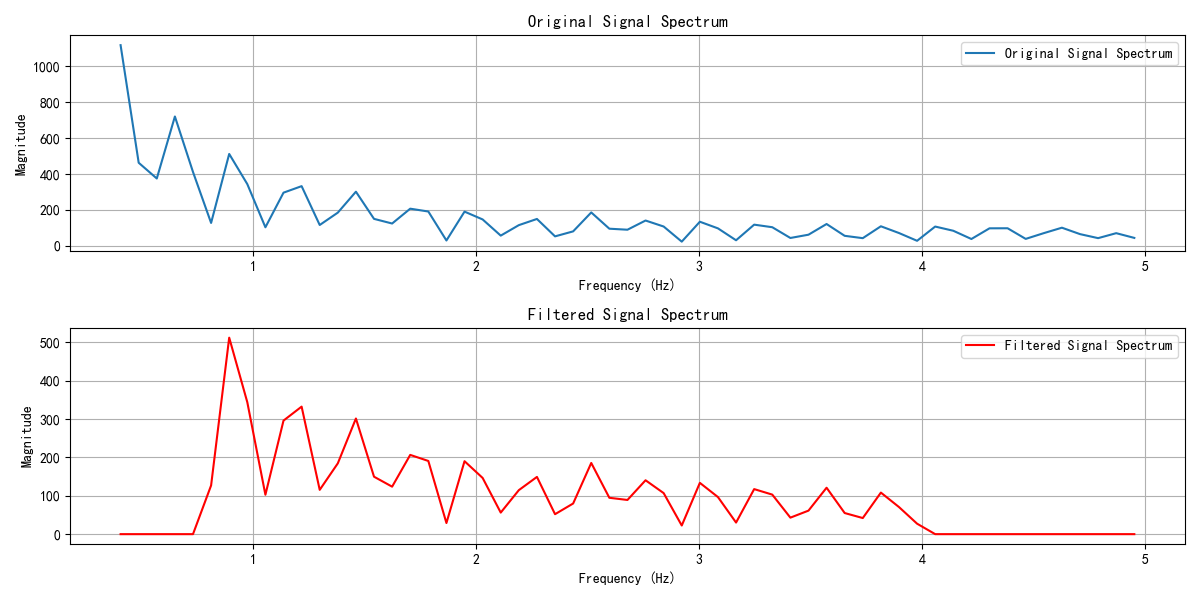 Original Signal Spectrum
Original Signal Spectrum
Magnitude
1000
800
600
400
200
0
1 2 3 4 5
Frequency (Hz)
Filtered Signal Spectrum
Filtered Signal Spectrum
Magnitude
500
400
300
200
100
0
1 2 3 4 5
Frequency (Hz)